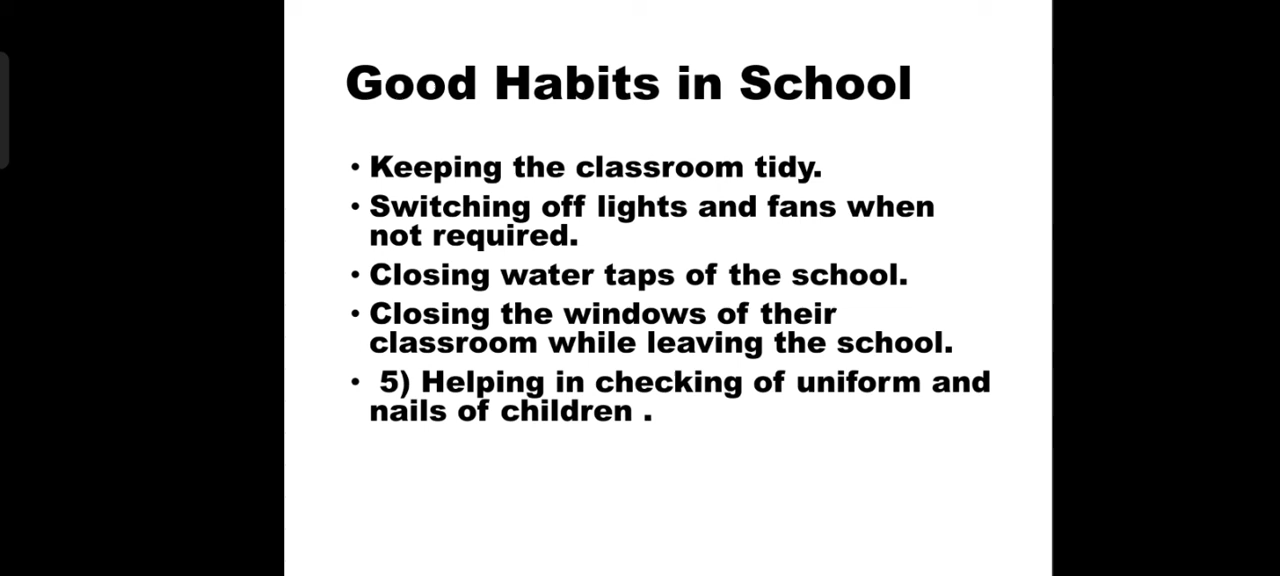 Good Habits in School
• Keeping the classroom tidy.
• Switching off lights and fans when
not required.
• Closing water taps of the school.
• Closing the windows of their
classroom while leaving the school.
• 5) Helping in checking of uniform and
nails of children .